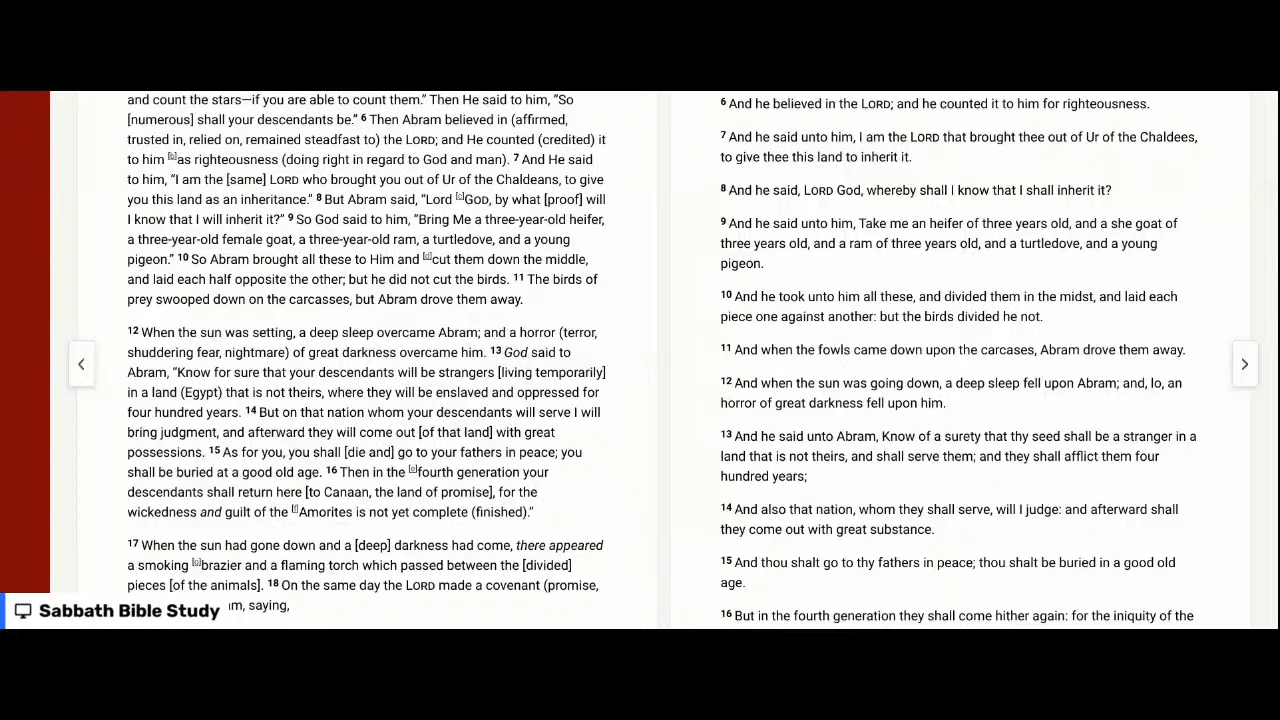 and count the stars—if you are able to count them.” Then He said to him, “So
[numerous] shall your descendants be.” 6 Then Abram believed in (affirmed,
trusted in, relied on, remained steadfast to) the LORD; and He counted (credited) it
to him [b]as righteousness (doing right in regard to God and man). 7 And He said
to him, “I am the [same] LORD who brought you out of Ur of the Chaldeans, to give
you this land as an inheritance.” 8 But Abram said, “Lord [c]GOD, by what [proof] will
I know that I will inherit it?” 9 So God said to him, “Bring Me a three-year-old heifer,
a three-year-old female goat, a three-year-old ram, a turtledove, and a young
pigeon.” 10 So Abram brought all these to Him and [d]cut them down the middle,
and laid each half opposite the other; but he did not cut the birds. 11 The birds of
prey swooped down on the carcasses, but Abram drove them away.
12 When the sun was setting, a deep sleep overcame Abram; and a horror (terror,
shuddering fear, nightmare) of great darkness overcame him. 13 God said to
Abram, “Know for sure that your descendants will be strangers [living temporarily]
in a land (Egypt) that is not theirs, where they will be enslaved and oppressed for
four hundred years. 14 But on that nation whom your descendants will serve I will
bring judgment, and afterward they will come out [of that land] with great
possessions. 15 As for you, you shall [die and] go to your fathers in peace; you
shall be buried at a good old age. 16 Then in the [e]fourth generation your
descendants shall return here [to Canaan, the land of promise], for the
wickedness and guilt of the [f]Amorites is not yet complete (finished).”
17 When the sun had gone down and a [deep] darkness had come, there appeared
a smoking [g]brazier and a flaming torch which passed between the [divided]
pieces [of the animals]. 18 On the same day the LORD made a covenant (promise,
m, saying,
Sabbath Bible Study
6 And he believed in the LORD; and he counted it to him for righteousness.
7 And he said unto him, I am the LORD that brought thee out of Ur of the Chaldees,
to give thee this land to inherit it.
8 And he said, LORD God, whereby shall I know that I shall inherit it?
9 And he said unto him, Take me an heifer of three years old, and a she goat of
three years old, and a ram of three years old, and a turtledove, and a young
pigeon.
10 And he took unto him all these, and divided them in the midst, and laid each
piece one against another: but the birds divided he not.
11 And when the fowls came down upon the carcases, Abram drove them away.
12 And when the sun was going down, a deep sleep fell upon Abram; and, lo, an
horror of great darkness fell upon him.
13 And he said unto Abram, Know of a surety that thy seed shall be a stranger in a
land that is not theirs, and shall serve them; and they shall afflict them four
hundred years;
14 And also that nation, whom they shall serve, will I judge: and afterward shall
they come out with great substance.
15 And thou shalt go to thy fathers in peace; thou shalt be buried in a good old
age.
16 But in the fourth generation they shall come hither again: for the iniquity of the